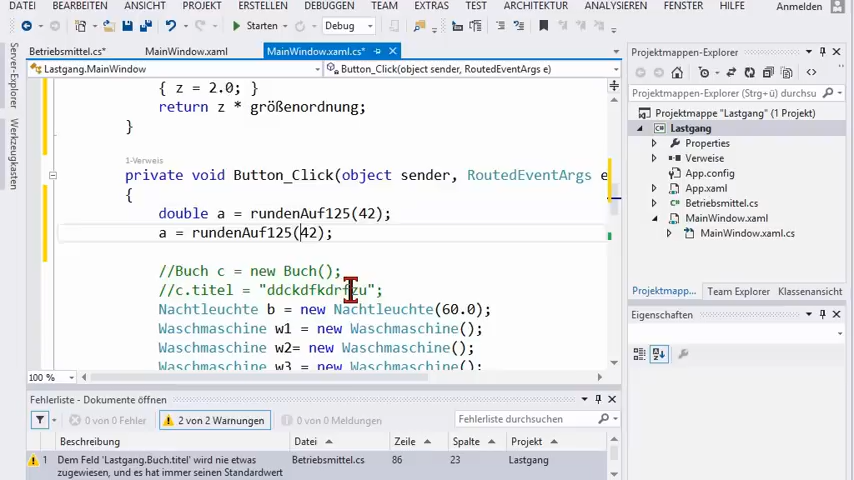 DATEI BEARBEITEN ANSICHT PROJEKT ERSTELLEN DEBUGGEN TEAM EXTRAS TEST ARCHITEKTUR ANALYSIEREN FENSTER HILFE Anmelden
Starten Debug
Betriebsmittel.cs* MainWindow.xaml MainWindow.xaml.cs*
Lastgang.MainWindow Button_Click(object sender, RoutedEventArgs e)
{ z = 2.0; }
return z * größenordnung;
}
1-Verweis
private void Button_Click(object sender, RoutedEventArgs e
{
double a = rundenAuf125(42);
a = rundenAuf125(42);
//Buch c = new Buch();
//c.titel = "ddckdfkdrfzu";
Nachtleuchte b = new Nachtleuchte(60.0);
Waschmaschine w1 = new Waschmaschine();
Waschmaschine w2= new Waschmaschine();
Waschmaschine w3 = new Waschmaschine();
100 %
Server-Explorer
Werkzeugkasten
Projektmappen-Explorer
Projektmappen-Explorer (Strg+ü) durchsu
Projektmappe "Lastgang" (1 Projekt)
Lastgang
Properties
Verweise
App.config
App.xaml
Betriebsmittel.cs
MainWindow.xaml
MainWindow.xaml.cs
Projektmappen-E... Team Explorer Klassenansicht
Eigenschaften
Fehlerliste - Dokumente öffnen
0 von 0 Fehler 2 von 2 Warnungen 0 von 0 Meldungen Fehlerliste durchsuchen
Beschreibung Datei Zeile Spalte Projekt
1 Dem Feld 'Lastgang.Buch.titel' wird nie etwas zugewiesen, und es hat immer seinen Standardwert Betriebsmittel.cs 86 23 Lastgang